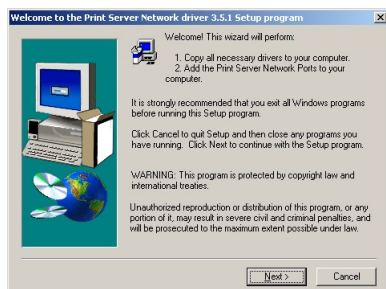 Welcome to the Print Server Network driver 3.5.1 Setup program
Welcome! This wizard will perform:
1. Copy all necessary drivers to your computer.
2. Add the Print Server Network Ports to your
computer.
It is strongly recommended that you exit all Windows programs
before running this Setup program.
Click Cancel to quit Setup and then close any programs you
have running. Click Next to continue with the Setup program.
WARNING: This program is protected by copyright law and
international treaties.
Unauthorized reproduction or distribution of this program, or any
portion of it, may result in severe civil and criminal penalties, and
will be prosecuted to the maximum extent possible under law.
Next >
Cancel